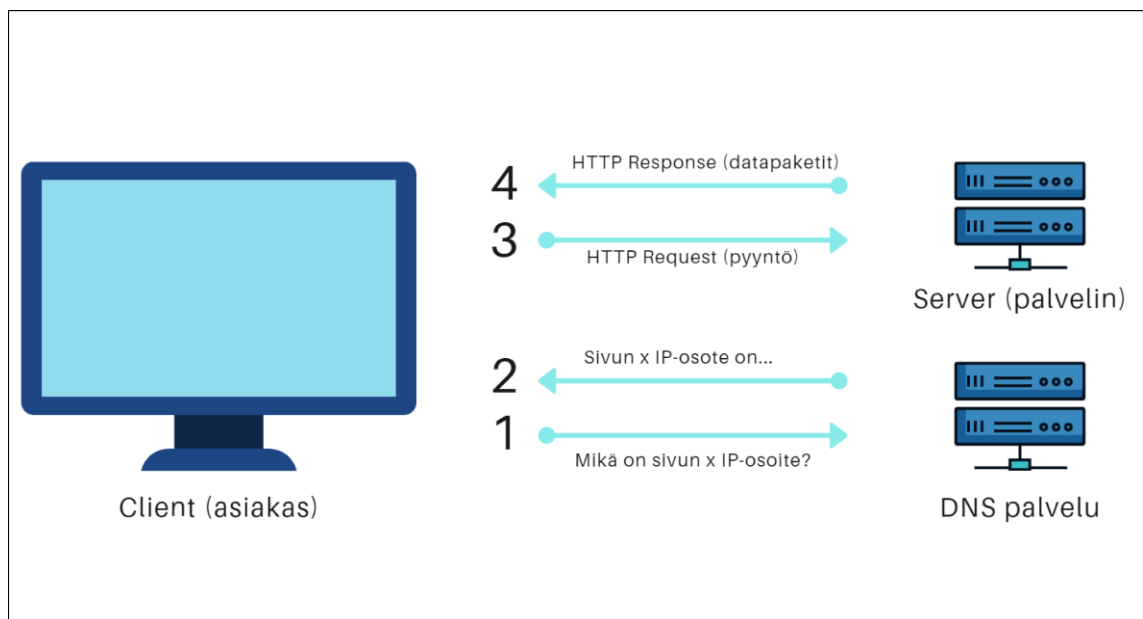 4
HTTP Response (datapaketit)
3
HTTP Request (pyyntö)
Server (palvelin)
2
Sivun x IP-osote on...
1
Mikä on sivun x IP-osoite?
Client (asiakas)
DNS palvelu